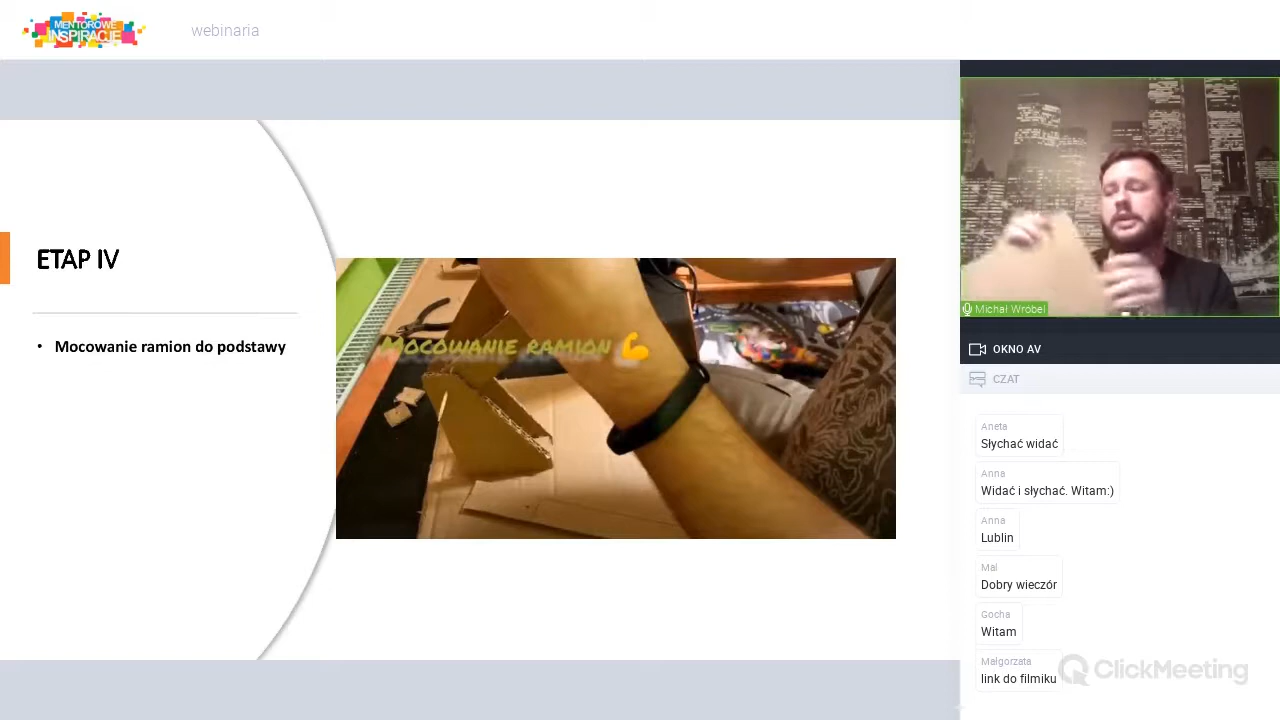 MENTOROWE
INSPIRACJE
webinaria
ETAP IV
• Mocowanie ramion do podstawy
Mocowanie ramion 💪
Michał Wróbel
OKNO AV
CZAT
Aneta
Słychać widać
Anna
Widać i słychać. Witam:)
Anna
Lublin
Mal
Dobry wieczór
Gocha
Witam
Małgorzata
link do filmiku
ClickMeeting